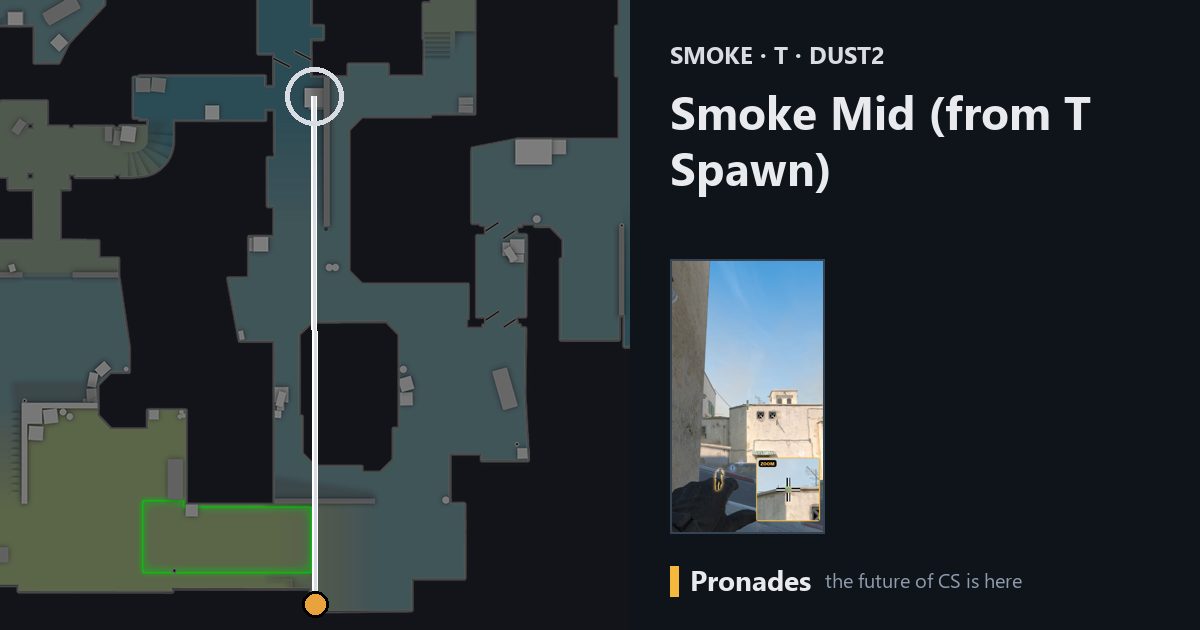 SMOKE · T · DUST2
Smoke Mid (from T
Spawn)
ZOOM
Pronades the future of CS is here